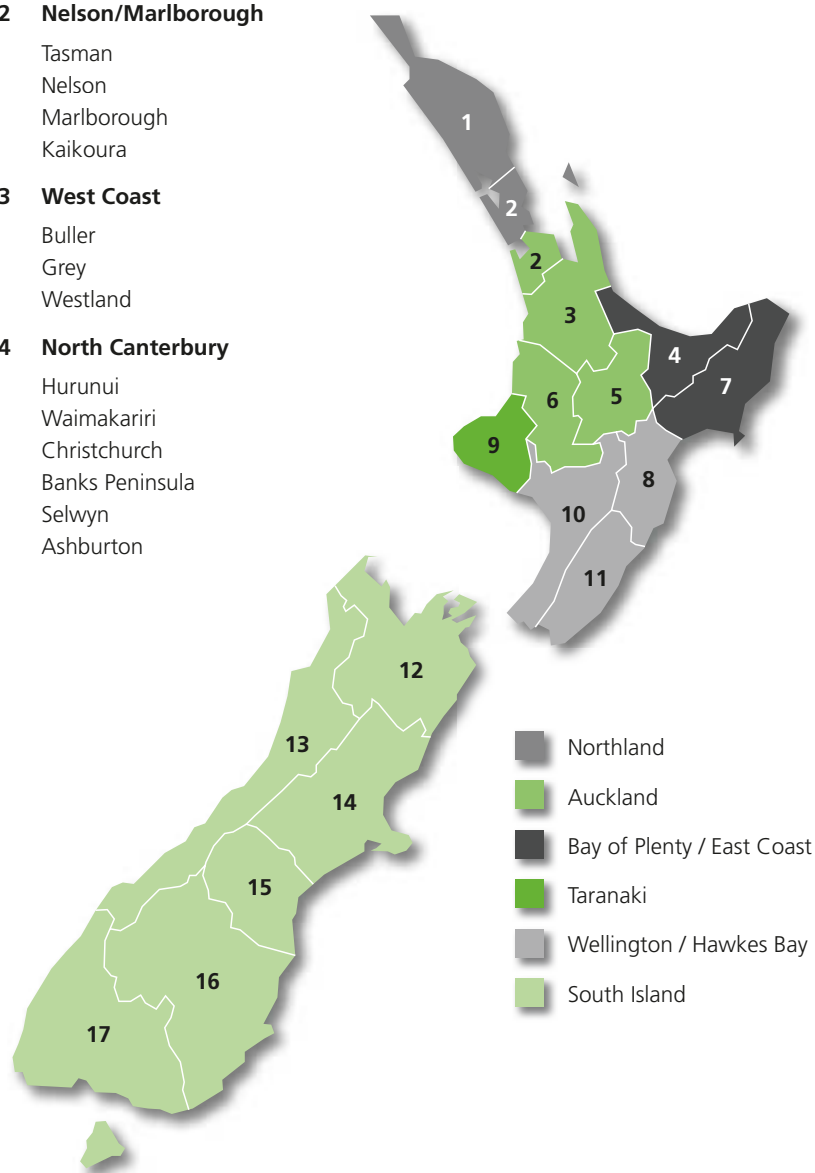 2 Nelson/Marlborough
Tasman
Nelson
Marlborough
Kaikoura
3 West Coast
Buller
Grey
Westland
4 North Canterbury
Hurunui
Waimakariri
Christchurch
Banks Peninsula
Selwyn
Ashburton
1
2
2
3
4
7
5
6
9
8
10
11
12
13
14
15
16
17
Northland
Auckland
Bay of Plenty / East Coast
Taranaki
Wellington / Hawkes Bay
South Island